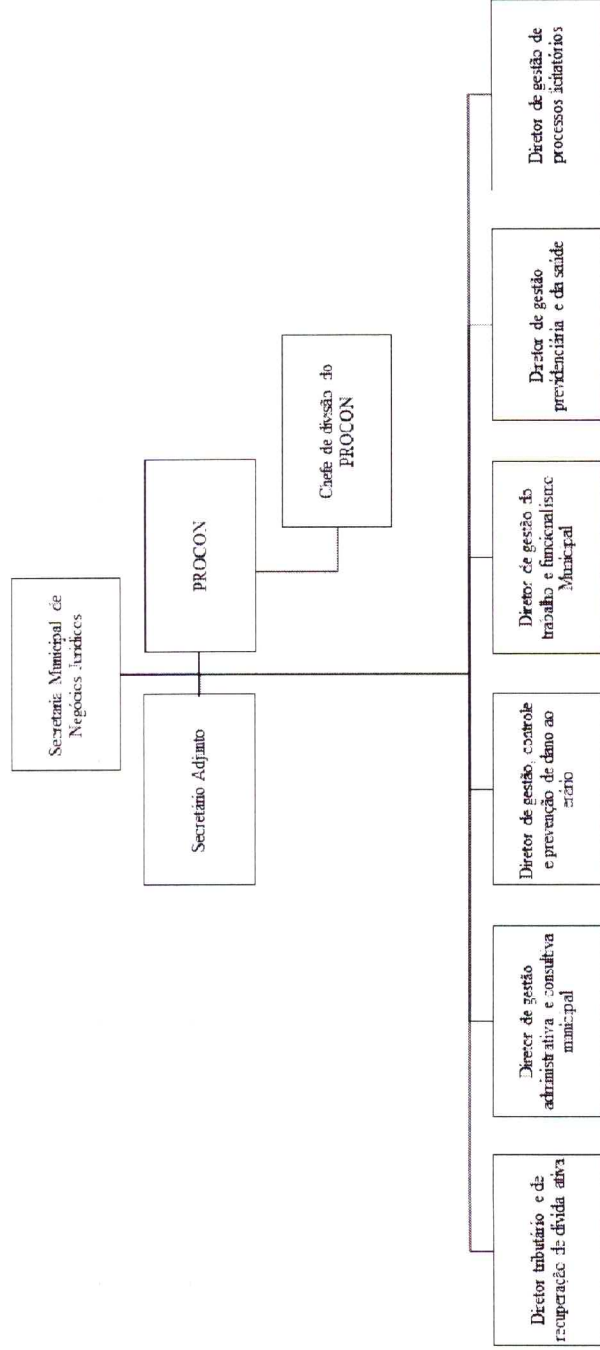 Secretaria Municipal de
Negócios Jurídicos
Secretário Adjunto
PROCON
Chefe de divisão do
PROCON
Diretor tributário e de
recuperação de dívida ativa
Diretor de gestão
administrativa e consultiva
municipal
Diretor de gestão, controle
e prevenção de dano ao
erário
Diretor de gestão do
trabalho e funcionalismo
Municipal
Diretor de gestão
previdenciária e da saúde
Diretor de gestão de
processos licitatórios